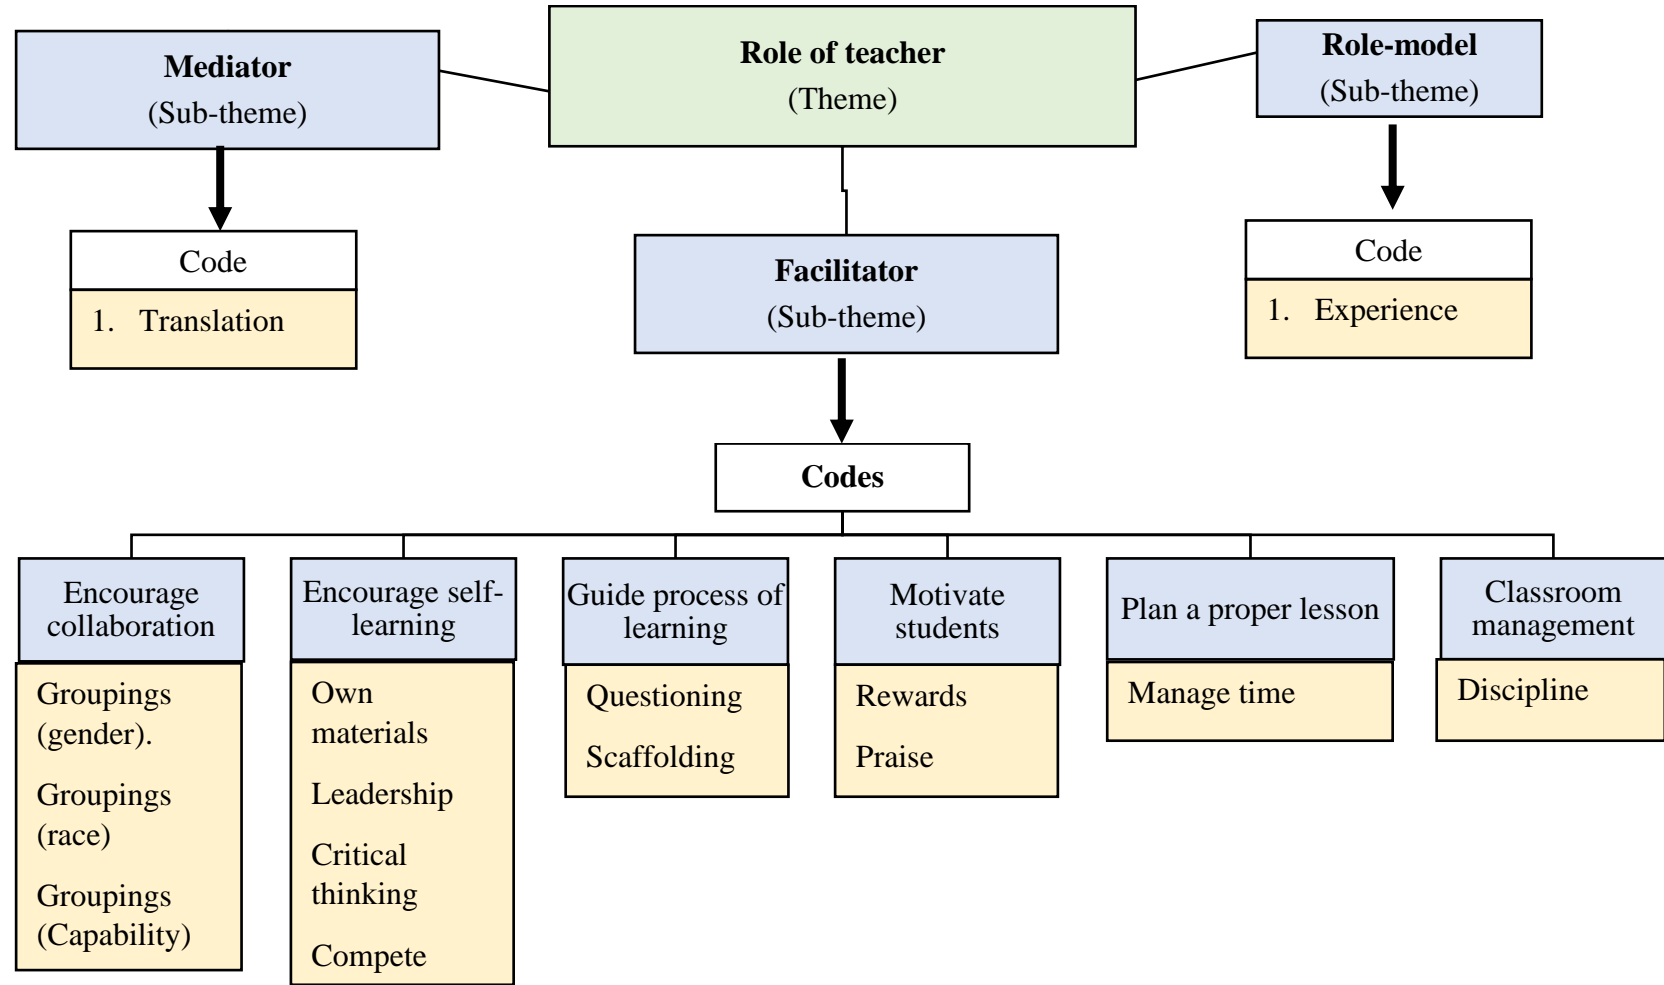 Mediator
(Sub-theme)
Role of teacher
(Theme)
Role-model
(Sub-theme)
Code
1. Translation
Facilitator
(Sub-theme)
Code
1. Experience
Codes
Encourage
collaboration
Groupings
(gender).
Groupings
(race)
Groupings
(Capability)
Encourage self-
learning
Own
materials
Leadership
Critical
thinking
Compete
Guide process of
learning
Questioning
Scaffolding
Motivate
students
Rewards
Praise
Plan a proper lesson
Manage time
Classroom
management
Discipline